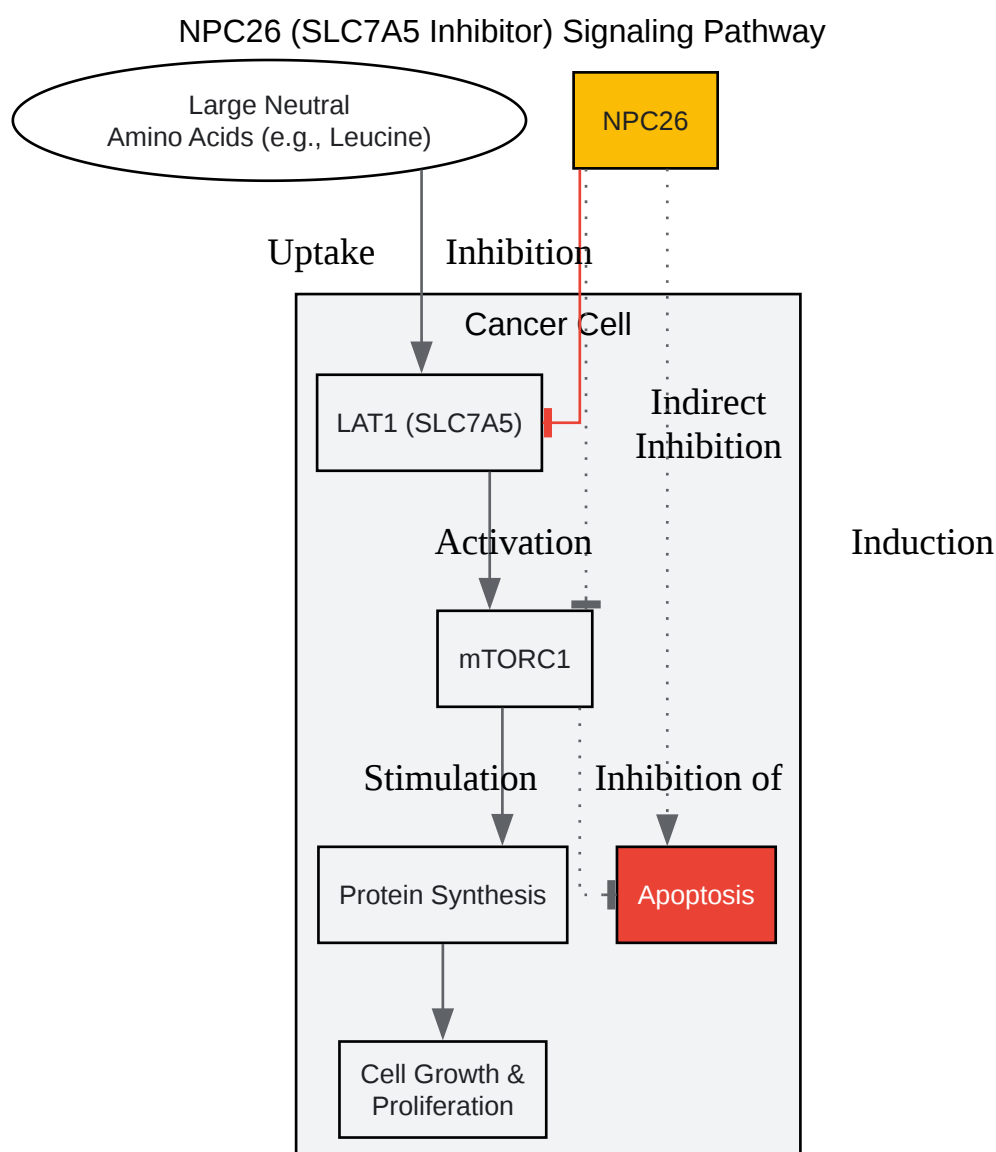 NPC26 (SLC7A5 Inhibitor) Signaling Pathway
Large Neutral
Amino Acids (e.g., Leucine)
NPC26
Uptake
Inhibition
Cancer Cell
LAT1 (SLC7A5)
Indirect
Inhibition
Activation
Induction
mTORC1
Stimulation
Inhibition of
Protein Synthesis
Apoptosis
Cell Growth &
Proliferation